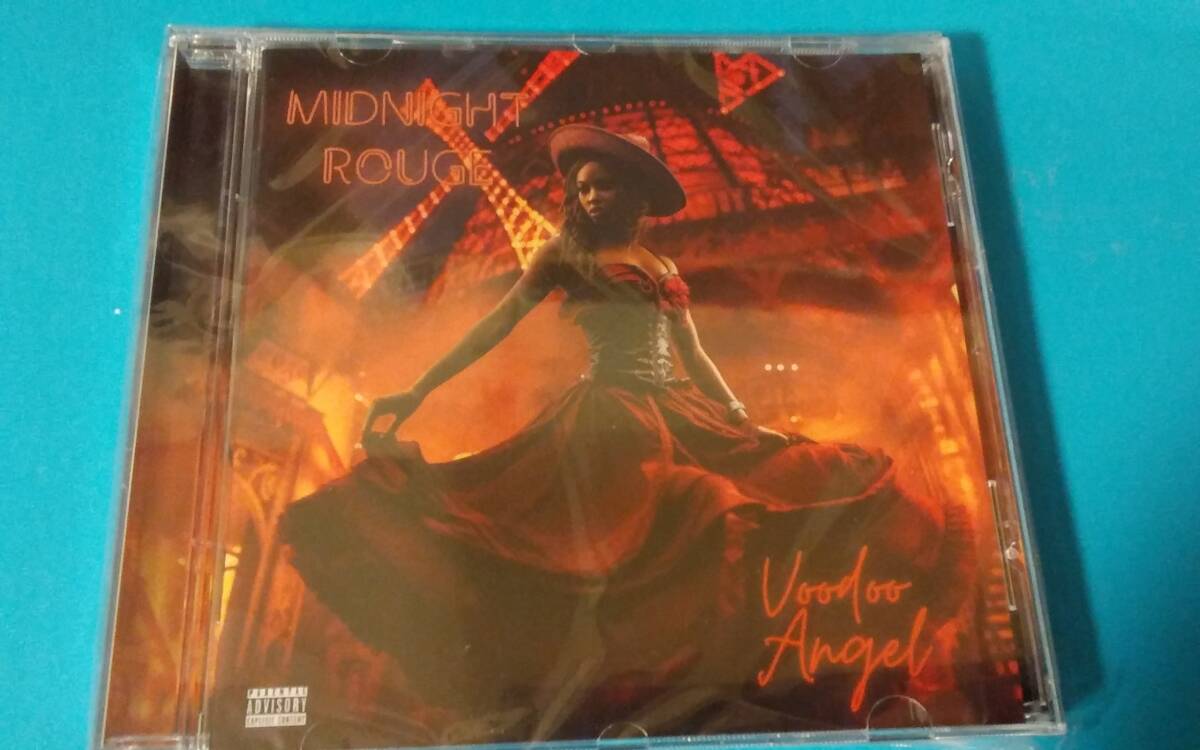 MIDNIGHT
ROUGE
Voodoo
Angel
PARENTAL
ADVISORY
EXPLICIT CONTENT